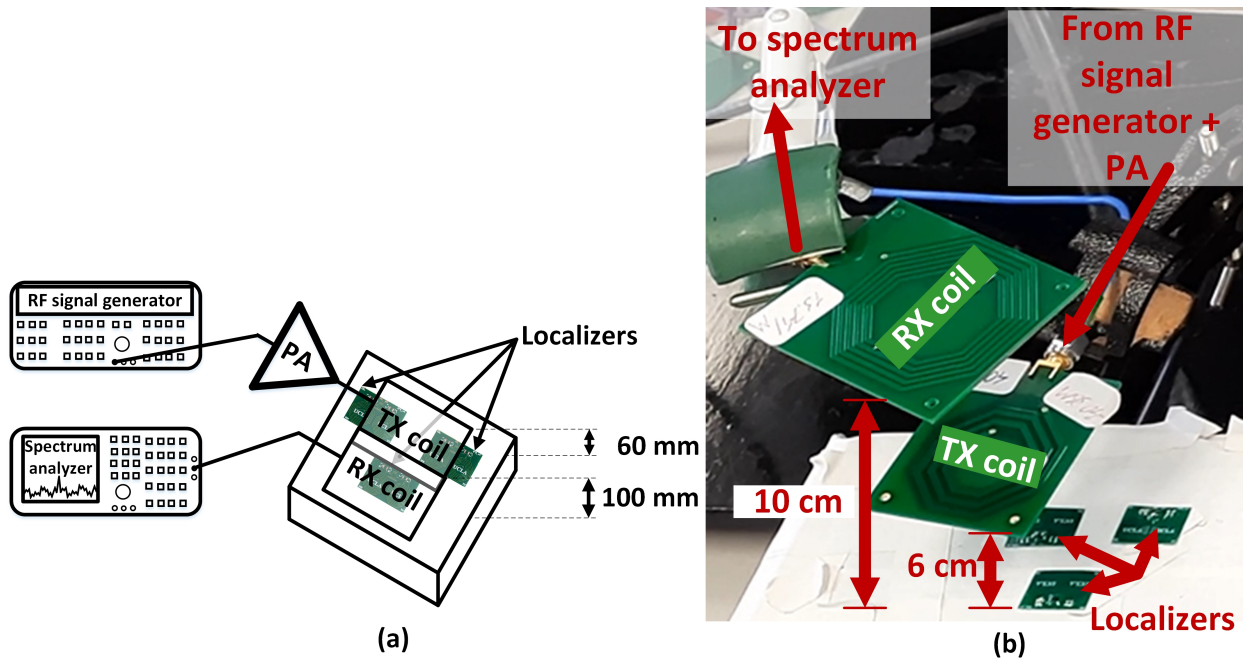 RF signal generator
PA
Localizers
Spectrum
analyzer
TX coil
RX coil
UCLA
60 mm
100 mm
(a)
To spectrum
analyzer
From RF
signal
generator +
PA
RX coil
TX coil
10 cm
6 cm
Localizers
(b)